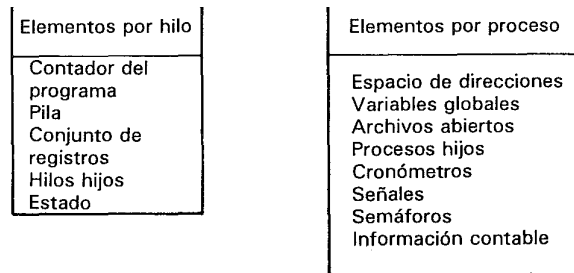 Elementos por hilo
Contador del
programa
Pila
Conjunto de
registros
Hilos hijos
Estado
Elementos por proceso
Espacio de direcciones
Variables globales
Archivos abiertos
Procesos hijos
Cronómetros
Señales
Semáforos
Información contable